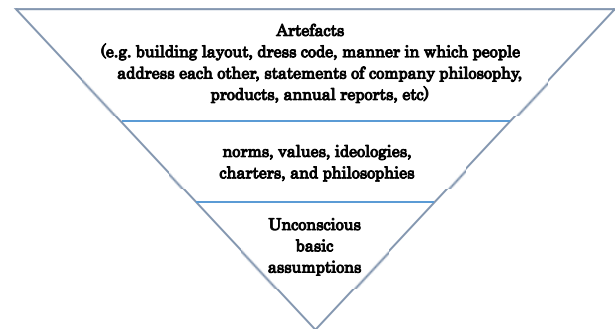 Artefacts
(e.g. building layout, dress code, manner in which people
address each other, statements of company philosophy,
products, annual reports, etc)
norms, values, ideologies,
charters, and philosophies
Unconscious
basic
assumptions